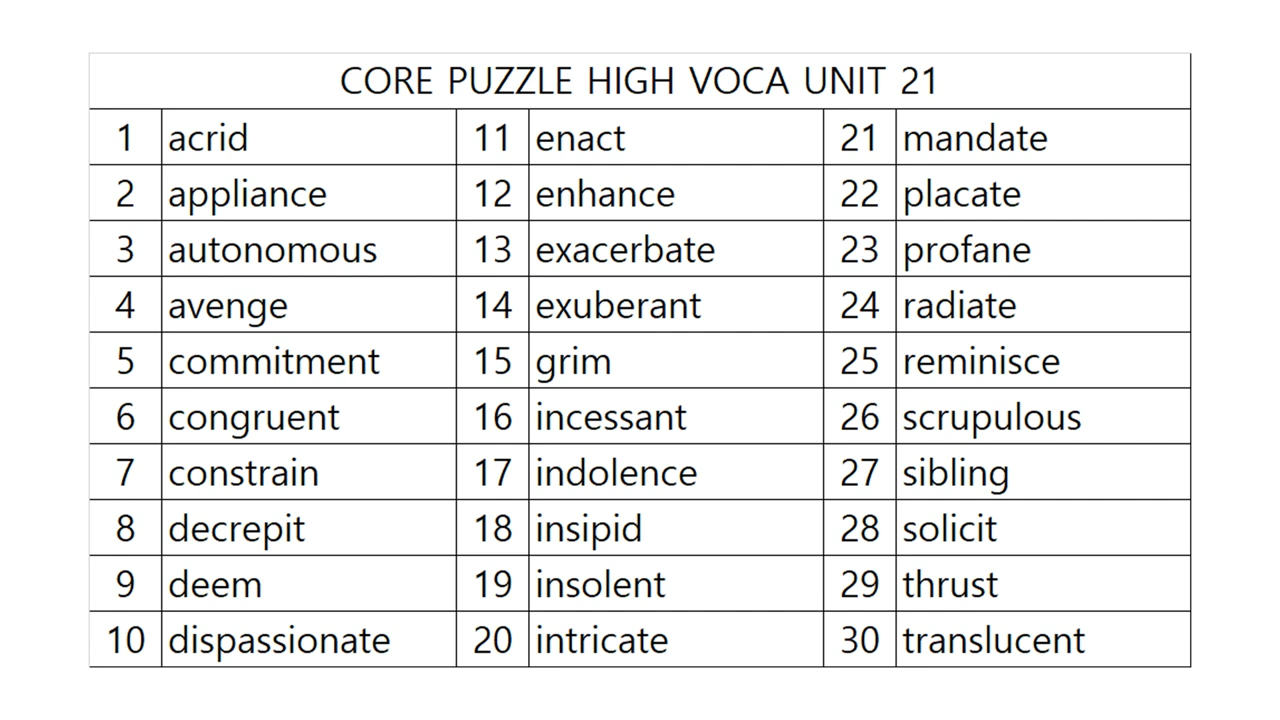 CORE PUZZLE HIGH VOCA UNIT 21
1 acrid 11 enact 21 mandate
2 appliance 12 enhance 22 placate
3 autonomous 13 exacerbate 23 profane
4 avenge 14 exuberant 24 radiate
5 commitment 15 grim 25 reminisce
6 congruent 16 incessant 26 scrupulous
7 constrain 17 indolence 27 sibling
8 decrepit 18 insipid 28 solicit
9 deem 19 insolent 29 thrust
10 dispassionate 20 intricate 30 translucent